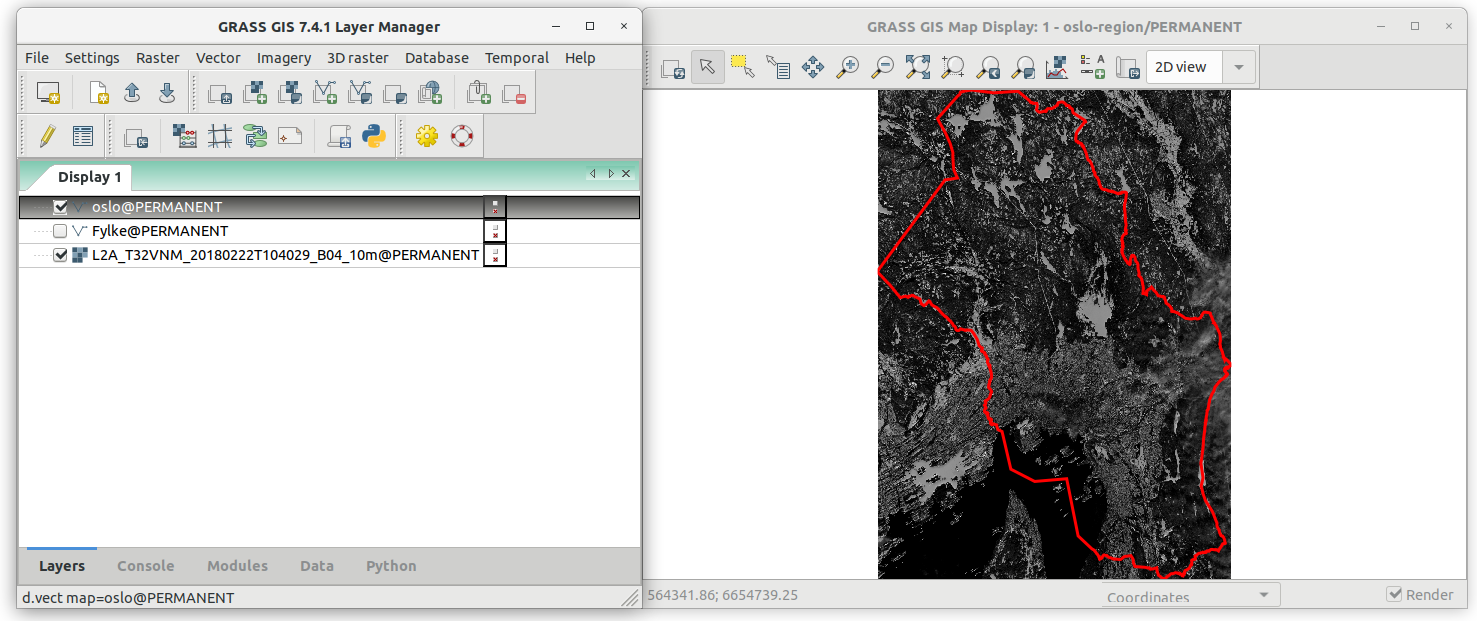 GRASS GIS 7.4.1 Layer Manager
File Settings Raster Vector Imagery 3D raster Database Temporal Help
Display 1
oslo@PERMANENT
Fylke@PERMANENT
L2A_T32VNM_20180222T104029_B04_10m@PERMANENT
Layers Console Modules Data Python
d.vect map=oslo@PERMANENT
GRASS GIS Map Display: 1 - oslo-region/PERMANENT
A
2D view
564341.86; 6654739.25
Coordinates
Render